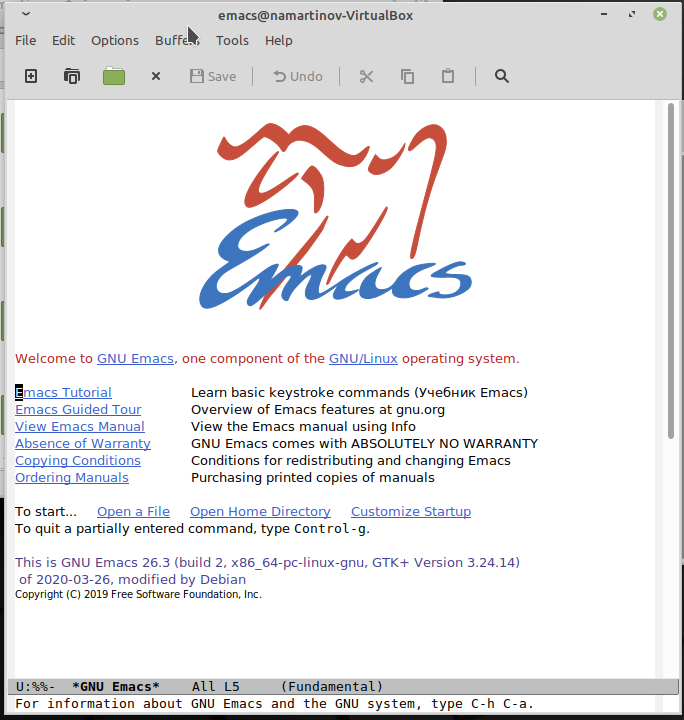 emacs@namartinov-VirtualBox
File Edit Options Buffers Tools Help
Save Undo
Emacs
Welcome to GNU Emacs, one component of the GNU/Linux operating system.
Emacs Tutorial Learn basic keystroke commands (Учебник Emacs)
Emacs Guided Tour Overview of Emacs features at gnu.org
View Emacs Manual View the Emacs manual using Info
Absence of Warranty GNU Emacs comes with ABSOLUTELY NO WARRANTY
Copying Conditions Conditions for redistributing and changing Emacs
Ordering Manuals Purchasing printed copies of manuals
To start... Open a File Open Home Directory Customize Startup
To quit a partially entered command, type Control-g.
This is GNU Emacs 26.3 (build 2, x86_64-pc-linux-gnu, GTK+ Version 3.24.14)
of 2020-03-26, modified by Debian
Copyright (C) 2019 Free Software Foundation, Inc.
U:%%- *GNU Emacs* All L5 (Fundamental)
For information about GNU Emacs and the GNU system, type C-h C-a.